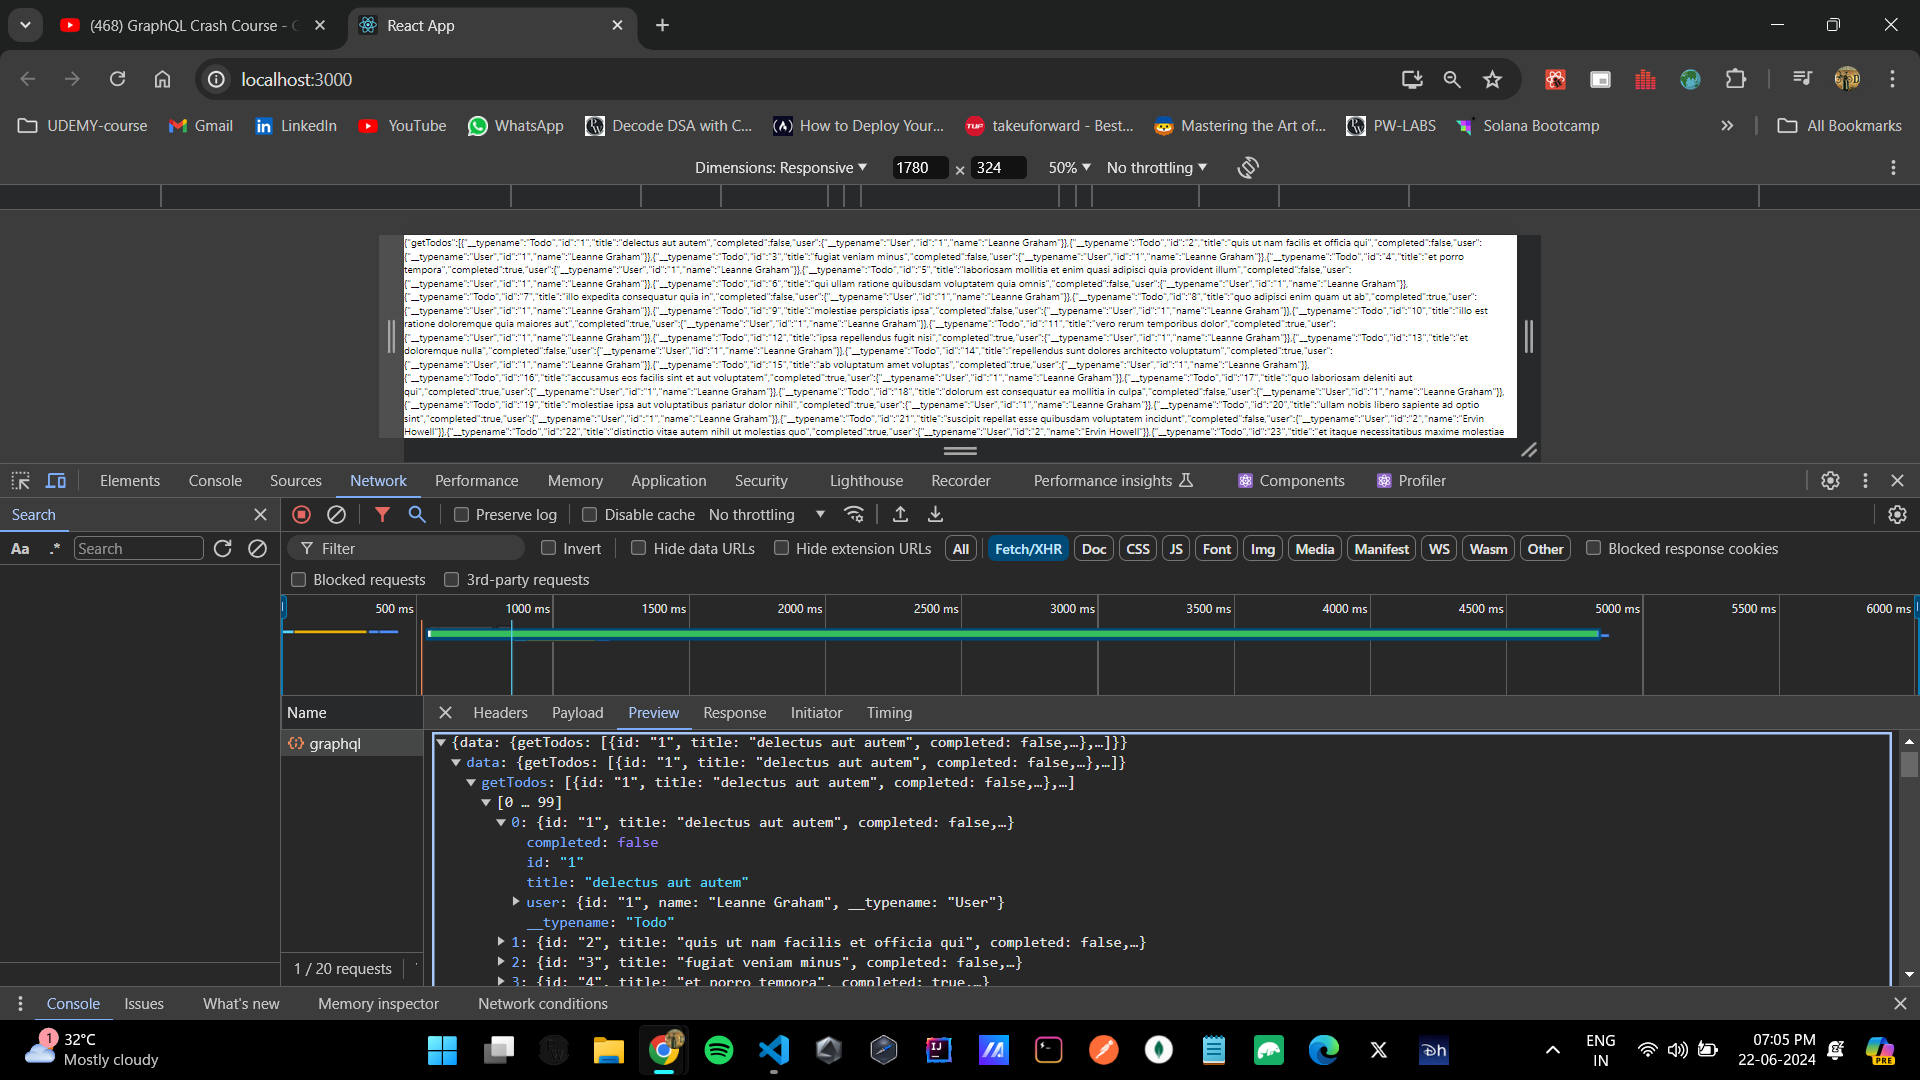 (468) GraphQL Crash Course - G
React App
localhost:3000
UDEMY-course
Gmail
LinkedIn
YouTube
WhatsApp
Decode DSA with C...
How to Deploy Your...
takeuforward - Best...
Mastering the Art of...
PW-LABS
Solana Bootcamp
All Bookmarks
Dimensions: Responsive 1780 × 324 50% No throttling
{"getTodos":[{"__typename":"Todo","id":"1","title":"delectus aut autem","completed":false,"user":{"__typename":"User","id":"1","name":"Leanne Graham"}},{"__typename":"Todo","id":"2","title":"quis ut nam facilis et officia qui","completed":false,"user":
{"__typename":"User","id":"1","name":"Leanne Graham"}},{"__typename":"Todo","id":"3","title":"fugiat veniam minus","completed":false,"user":{"__typename":"User","id":"1","name":"Leanne Graham"}},{"__typename":"Todo","id":"4","title":"et porro
tempora","completed":true,"user":{"__typename":"User","id":"1","name":"Leanne Graham"}},{"__typename":"Todo","id":"5","title":"laboriosam mollitia et enim quasi adipisci quia provident illum","completed":false,"user":
{"__typename":"User","id":"1","name":"Leanne Graham"}},{"__typename":"Todo","id":"6","title":"qui ullam ratione quibusdam voluptatem quia omnis","completed":false,"user":{"__typename":"User","id":"1","name":"Leanne Graham"}},
{"__typename":"Todo","id":"7","title":"illo expedita consequatur quia in","completed":false,"user":{"__typename":"User","id":"1","name":"Leanne Graham"}},{"__typename":"Todo","id":"8","title":"quo adipisci enim quam ut ab","completed":true,"user":
{"__typename":"User","id":"1","name":"Leanne Graham"}},{"__typename":"Todo","id":"9","title":"molestiae perspiciatis ipsa","completed":false,"user":{"__typename":"User","id":"1","name":"Leanne Graham"}},{"__typename":"Todo","id":"10","title":"illo est
ratione doloremque quia maiores aut","completed":true,"user":{"__typename":"User","id":"1","name":"Leanne Graham"}},{"__typename":"Todo","id":"11","title":"vero rerum temporibus dolor","completed":true,"user":
{"__typename":"User","id":"1","name":"Leanne Graham"}},{"__typename":"Todo","id":"12","title":"ipsa repellendus fugit nisi","completed":true,"user":{"__typename":"User","id":"1","name":"Leanne Graham"}},{"__typename":"Todo","id":"13","title":"et
doloremque nulla","completed":false,"user":{"__typename":"User","id":"1","name":"Leanne Graham"}},{"__typename":"Todo","id":"14","title":"repellendus sunt dolores architecto voluptatum","completed":true,"user":
{"__typename":"User","id":"1","name":"Leanne Graham"}},{"__typename":"Todo","id":"15","title":"ab voluptatum amet voluptas","completed":true,"user":{"__typename":"User","id":"1","name":"Leanne Graham"}},
{"__typename":"Todo","id":"16","title":"accusamus eos facilis sint et aut voluptatem","completed":true,"user":{"__typename":"User","id":"1","name":"Leanne Graham"}},{"__typename":"Todo","id":"17","title":"quo laboriosam deleniti aut
qui","completed":true,"user":{"__typename":"User","id":"1","name":"Leanne Graham"}},{"__typename":"Todo","id":"18","title":"dolorum est consequatur ea mollitia in culpa","completed":false,"user":{"__typename":"User","id":"1","name":"Leanne Graham"}},
{"__typename":"Todo","id":"19","title":"molestiae ipsa aut voluptatibus pariatur dolor nihil","completed":true,"user":{"__typename":"User","id":"1","name":"Leanne Graham"}},{"__typename":"Todo","id":"20","title":"ullam nobis libero sapiente ad optio
sint","completed":true,"user":{"__typename":"User","id":"1","name":"Leanne Graham"}},{"__typename":"Todo","id":"21","title":"suscipit repellat esse quibusdam voluptatem incidunt","completed":false,"user":{"__typename":"User","id":"2","name":"Ervin
Howell"}},{"__typename":"Todo","id":"22","title":"distinctio vitae autem nihil ut molestias quo","completed":true,"user":{"__typename":"User","id":"2","name":"Ervin Howell"}},{"__typename":"Todo","id":"23","title":"et itaque necessitatibus maxime molestiae
Elements Console Sources Network Performance Memory Application Security Lighthouse Recorder Performance insights Components Profiler
Search
Preserve log Disable cache No throttling
Aa .* Search
Filter Invert Hide data URLs Hide extension URLs All Fetch/XHR Doc CSS JS Font Img Media Manifest WS Wasm Other Blocked response cookies
Blocked requests 3rd-party requests
500 ms 1000 ms 1500 ms 2000 ms 2500 ms 3000 ms 3500 ms 4000 ms 4500 ms 5000 ms 5500 ms 6000 ms
Name
Headers Payload Preview Response Initiator Timing
graphql
{data: {getTodos: [{id: "1", title: "delectus aut autem", completed: false,…},…]}}
data: {getTodos: [{id: "1", title: "delectus aut autem", completed: false,…},…]}
getTodos: [{id: "1", title: "delectus aut autem", completed: false,…},…]
[0 … 99]
0: {id: "1", title: "delectus aut autem", completed: false,…}
completed: false
id: "1"
title: "delectus aut autem"
user: {id: "1", name: "Leanne Graham", __typename: "User"}
__typename: "Todo"
1: {id: "2", title: "quis ut nam facilis et officia qui", completed: false,…}
2: {id: "3", title: "fugiat veniam minus", completed: false,…}
3: {id: "4", title: "et porro tempora", completed: true,…}
1 / 20 requests
Console Issues What's new Memory inspector Network conditions
1
32°C
Mostly cloudy
ENG
IN
07:05 PM
22-06-2024
PRE